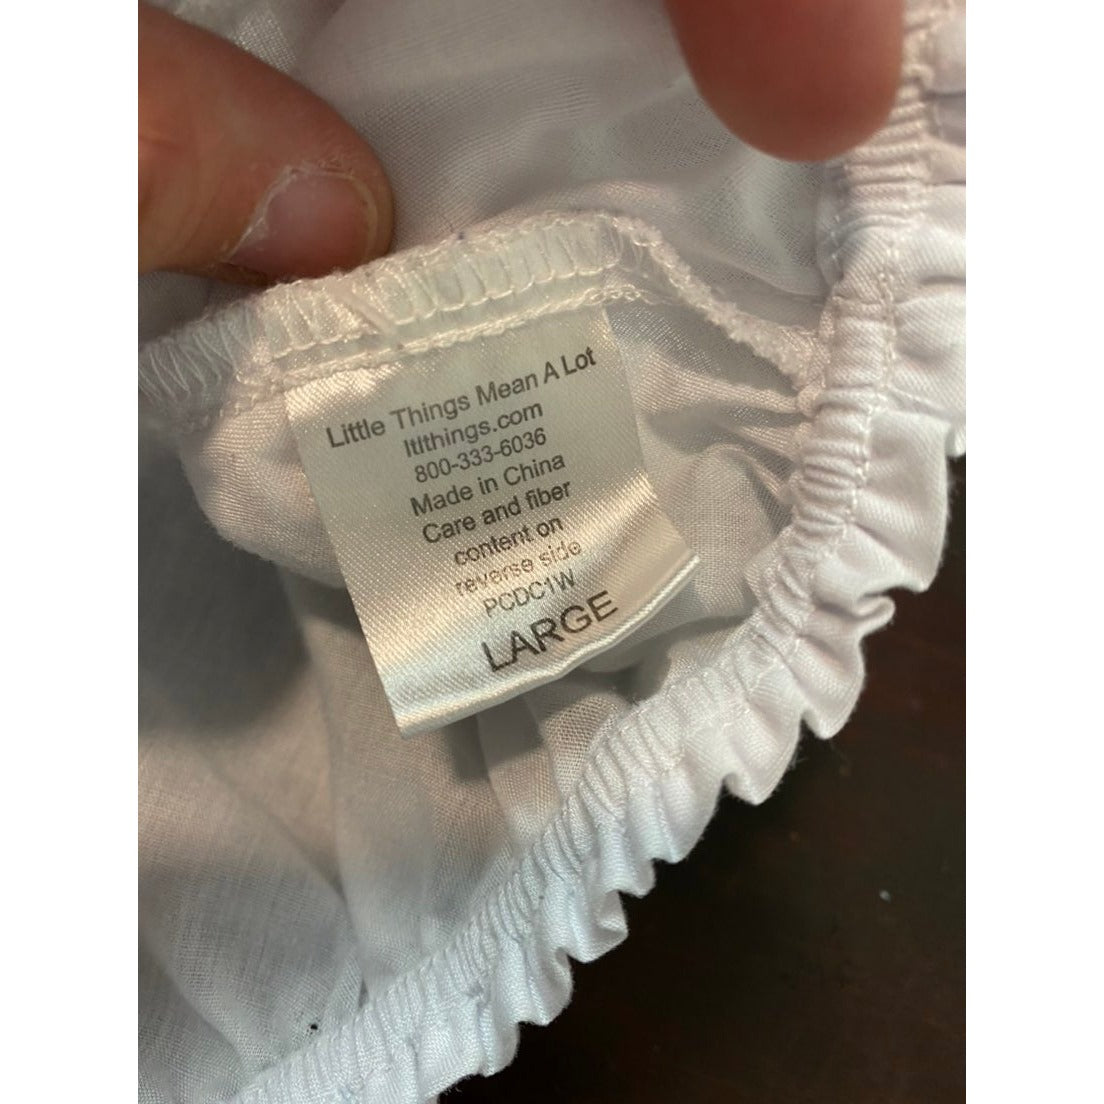 Little Things Mean A Lot
ltlthings.com
800-333-6036
Made in China
Care and fiber
content on
reverse side
PCDC1W
LARGE